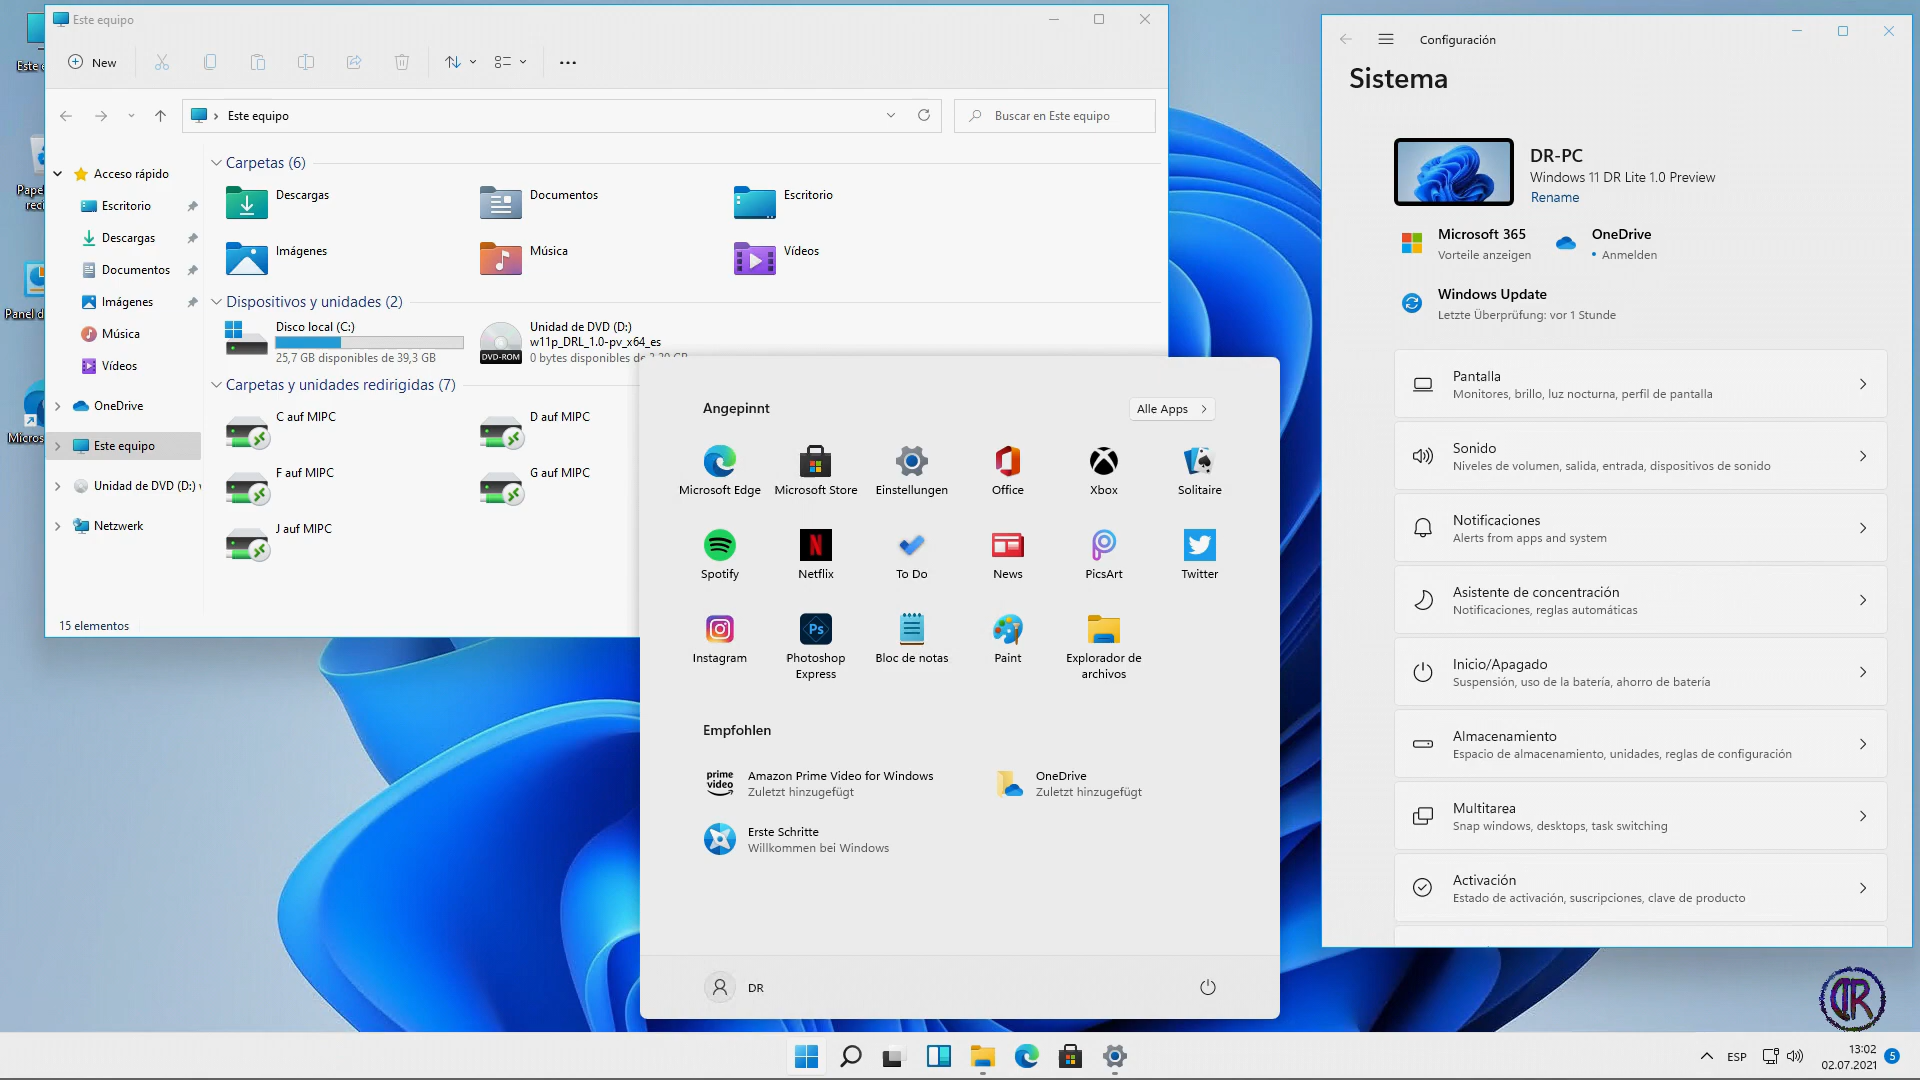 Este equipo
New
Este equipo
Buscar en Este equipo
Acceso rápido
Escritorio
Descargas
Documentos
Imágenes
Música
Vídeos
OneDrive
Este equipo
Unidad de DVD (D:)
Netzwerk
Carpetas (6)
Descargas
Documentos
Escritorio
Imágenes
Música
Vídeos
Dispositivos y unidades (2)
Disco local (C:)
25,7 GB disponibles de 39,3 GB
Unidad de DVD (D:)
w11p_DRL_1.0-pv_x64_es
0 bytes disponibles de 3,20 GB
DVD-ROM
Carpetas y unidades redirigidas (7)
C auf MIPC
D auf MIPC
F auf MIPC
G auf MIPC
J auf MIPC
15 elementos
Angepinnt
Alle Apps
Microsoft Edge
Microsoft Store
Einstellungen
Office
Xbox
Solitaire
Spotify
Netflix
To Do
News
PicsArt
Twitter
Instagram
Ps
Photoshop
Express
Bloc de notas
Paint
Explorador de
archivos
Empfohlen
prime
video
Amazon Prime Video for Windows
Zuletzt hinzugefügt
OneDrive
Zuletzt hinzugefügt
Erste Schritte
Willkommen bei Windows
DR
Configuración
Sistema
DR-PC
Windows 11 DR Lite 1.0 Preview
Rename
Microsoft 365
Vorteile anzeigen
OneDrive
• Anmelden
Windows Update
Letzte Überprüfung: vor 1 Stunde
Pantalla
Monitores, brillo, luz nocturna, perfil de pantalla
Sonido
Niveles de volumen, salida, entrada, dispositivos de sonido
Notificaciones
Alerts from apps and system
Asistente de concentración
Notificaciones, reglas automáticas
Inicio/Apagado
Suspensión, uso de la batería, ahorro de batería
Almacenamiento
Espacio de almacenamiento, unidades, reglas de configuración
Multitarea
Snap windows, desktops, task switching
Activación
Estado de activación, suscripciones, clave de producto
DR
ESP
13:02
02.07.2021
5